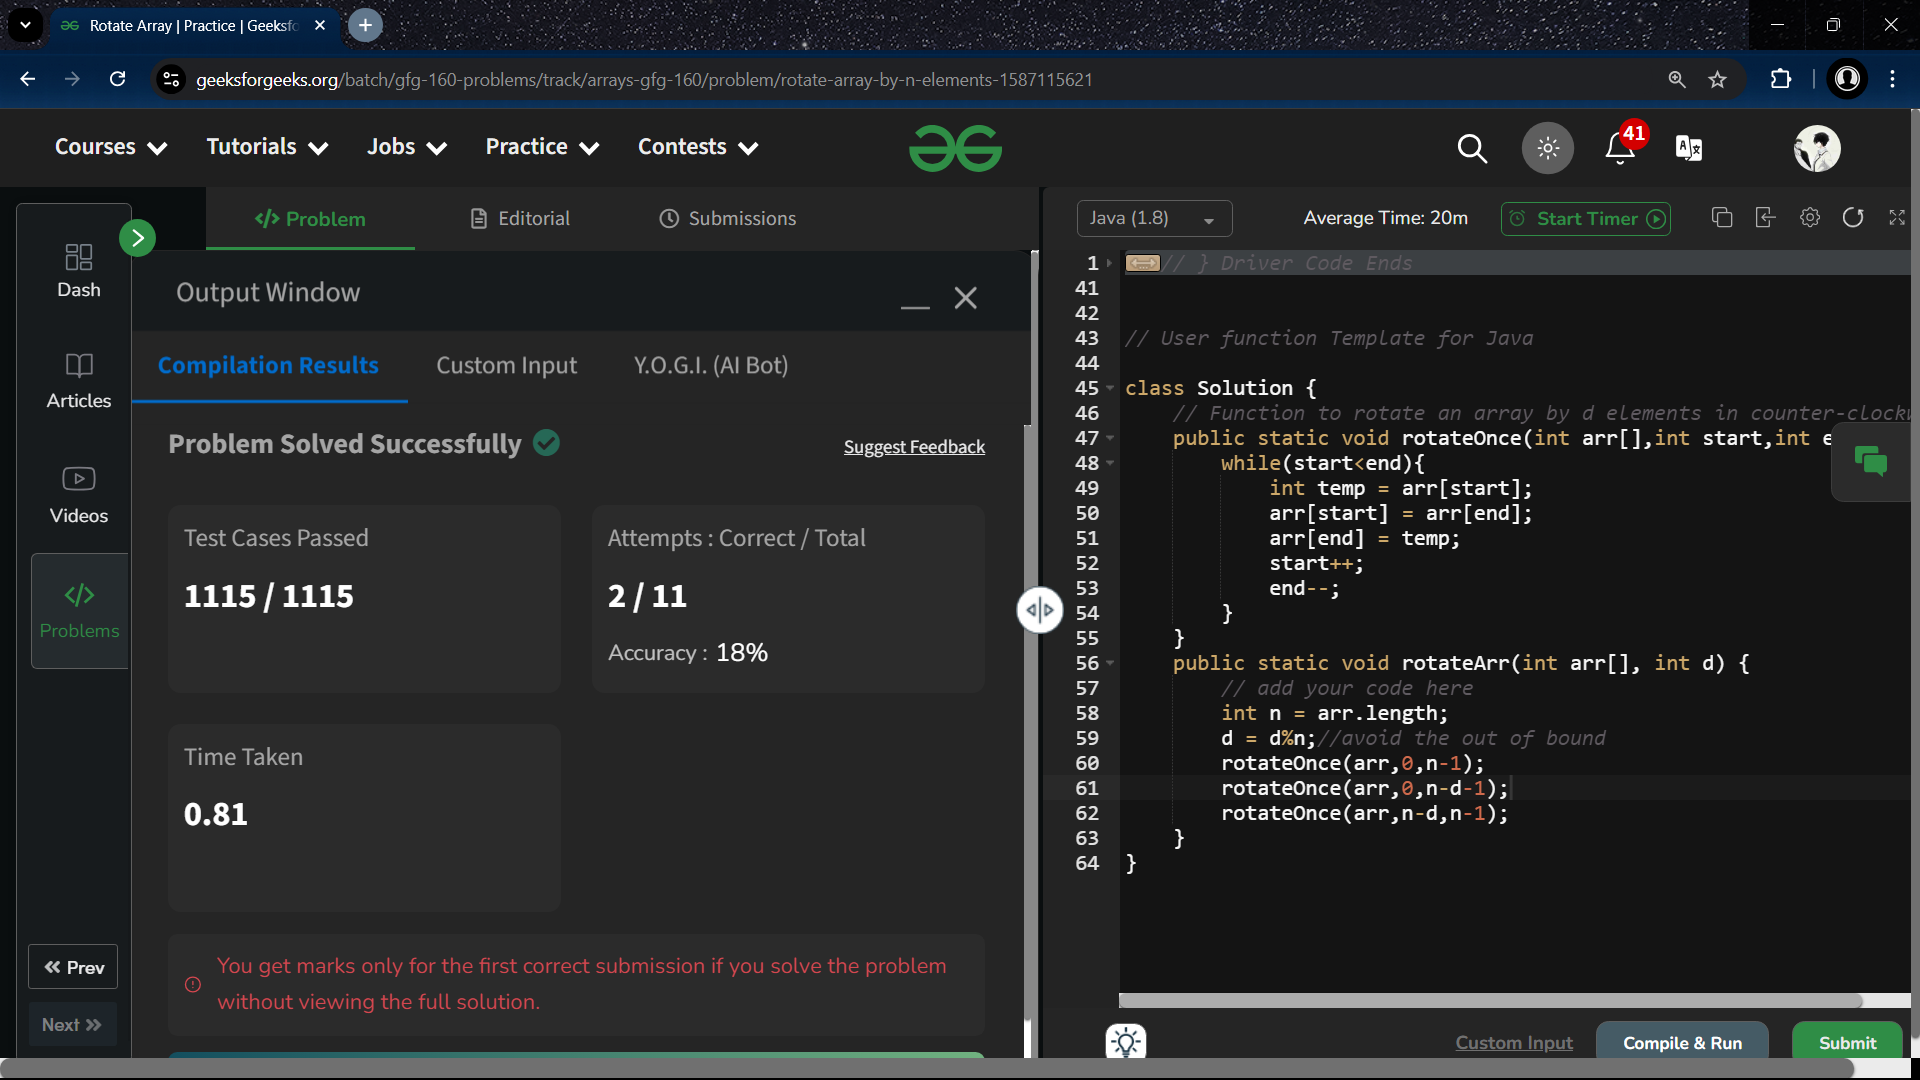 Rotate Array | Practice | Geeksfo
geeksforgeeks.org/batch/gfg-160-problems/track/arrays-gfg-160/problem/rotate-array-by-n-elements-1587115621
Courses Tutorials Jobs Practice Contests
41
Dash
Articles
Videos
</>
Problems
Prev
Next
</> Problem Editorial Submissions
Output Window
Compilation Results Custom Input Y.O.G.I. (AI Bot)
Problem Solved Successfully
Suggest Feedback
Test Cases Passed
1115 / 1115
Attempts : Correct / Total
2 / 11
Accuracy : 18%
Time Taken
0.81
You get marks only for the first correct submission if you solve the problem
without viewing the full solution.
Java (1.8) Average Time: 20m Start Timer
1 // } Driver Code Ends
41
42
43 // User function Template for Java
44
45 class Solution {
46 // Function to rotate an array by d elements in counter-clockw
47 public static void rotateOnce(int arr[],int start,int e
48 while(start<end){
49 int temp = arr[start];
50 arr[start] = arr[end];
51 arr[end] = temp;
52 start++;
53 end--;
54 }
55 }
56 public static void rotateArr(int arr[], int d) {
57 // add your code here
58 int n = arr.length;
59 d = d%n;//avoid the out of bound
60 rotateOnce(arr,0,n-1);
61 rotateOnce(arr,0,n-d-1);
62 rotateOnce(arr,n-d,n-1);
63 }
64 }
Custom Input Compile & Run Submit